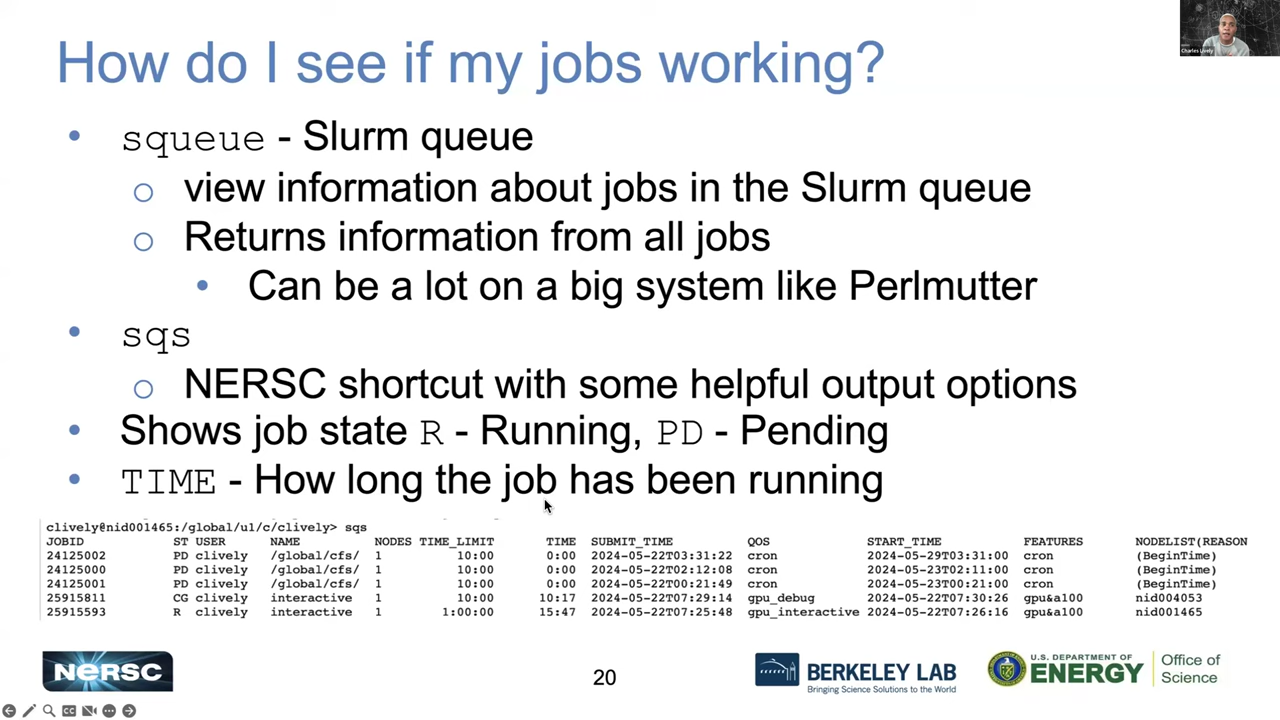 How do I see if my jobs working?
Charles Lively
• squeue - Slurm queue
o view information about jobs in the Slurm queue
o Returns information from all jobs
• Can be a lot on a big system like Perlmutter
• sqs
o NERSC shortcut with some helpful output options
• Shows job state R - Running, PD - Pending
• TIME - How long the job has been running
clively@nid001465:/global/u1/c/clively> sqs
JOBID ST USER NAME NODES TIME_LIMIT TIME SUBMIT_TIME QOS START_TIME FEATURES NODELIST(REASON
24125002 PD clively /global/cfs/ 1 10:00 0:00 2024-05-22T03:31:22 cron 2024-05-29T03:31:00 cron (BeginTime)
24125000 PD clively /global/cfs/ 1 10:00 0:00 2024-05-22T02:12:08 cron 2024-05-23T02:11:00 cron (BeginTime)
24125001 PD clively /global/cfs/ 1 10:00 0:00 2024-05-22T00:21:49 cron 2024-05-23T00:21:00 cron (BeginTime)
25915811 CG clively interactive 1 10:00 10:17 2024-05-22T07:29:14 gpu_debug 2024-05-22T07:30:26 gpu&a100 nid004053
25915593 R clively interactive 1 1:00:00 15:47 2024-05-22T07:25:48 gpu_interactive 2024-05-22T07:26:16 gpu&a100 nid001465
NERSC
20
BERKELEY LAB
Bringing Science Solutions to the World
U.S. DEPARTMENT OF
ENERGY
Office of
Science